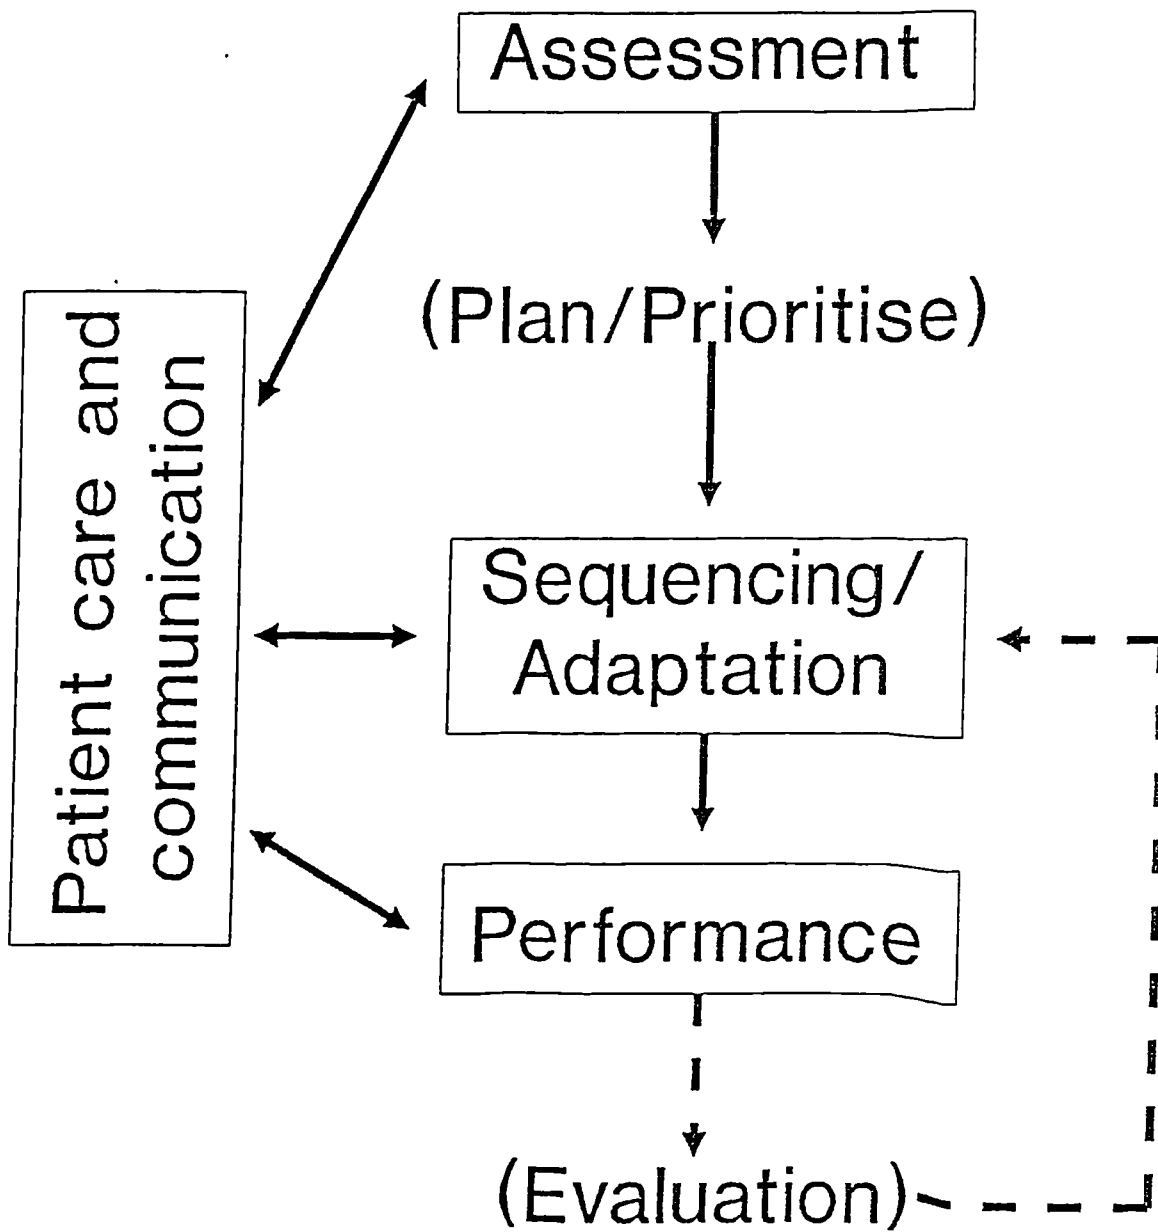 Assessment
(Plan/Prioritise)
Patient care and
communication
Sequencing/
Adaptation
Performance
(Evaluation)